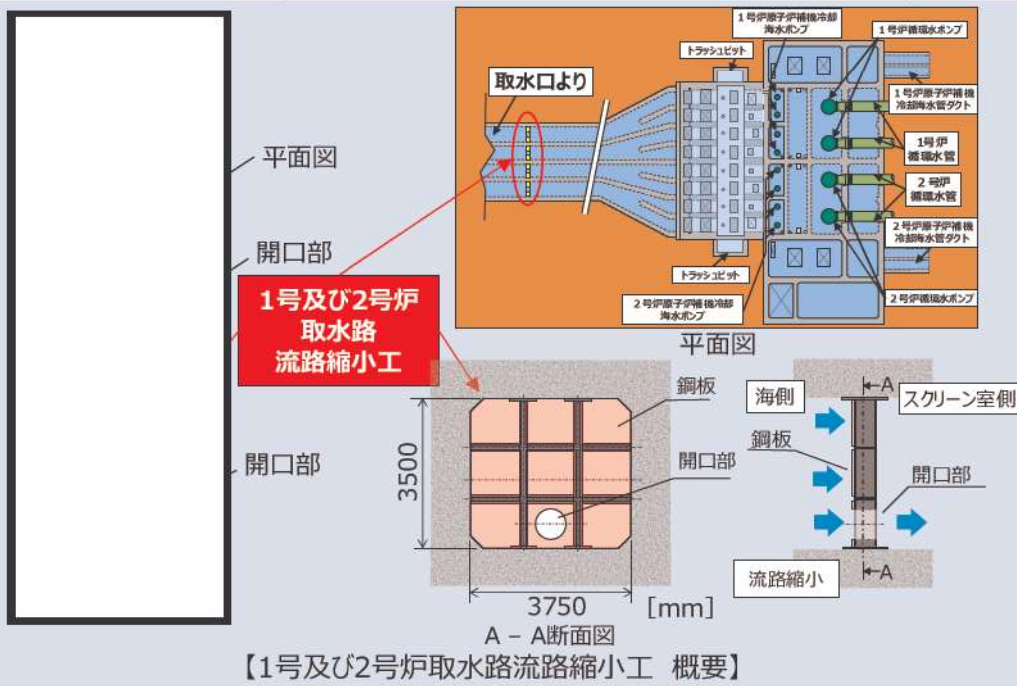 平面図
開口部
開口部
1号及び2号炉
取水路
流路縮小工
取水口より
トラッシュピット
1号炉原子炉補機冷却
海水ポンプ
1号炉循環水ポンプ
1号炉原子炉補機
冷却海水管ダクト
1号炉
循環水管
2号炉
循環水管
2号炉原子炉補機
冷却海水管ダクト
2号炉循環水ポンプ
トラッシュピット
2号炉原子炉補機冷却
海水ポンプ
平面図
鋼板
開口部
3500
3750
[mm]
A – A断面図
海側
A
スクリーン室側
鋼板
開口部
流路縮小
A
【1号及び2号炉取水路流路縮小工 概要】